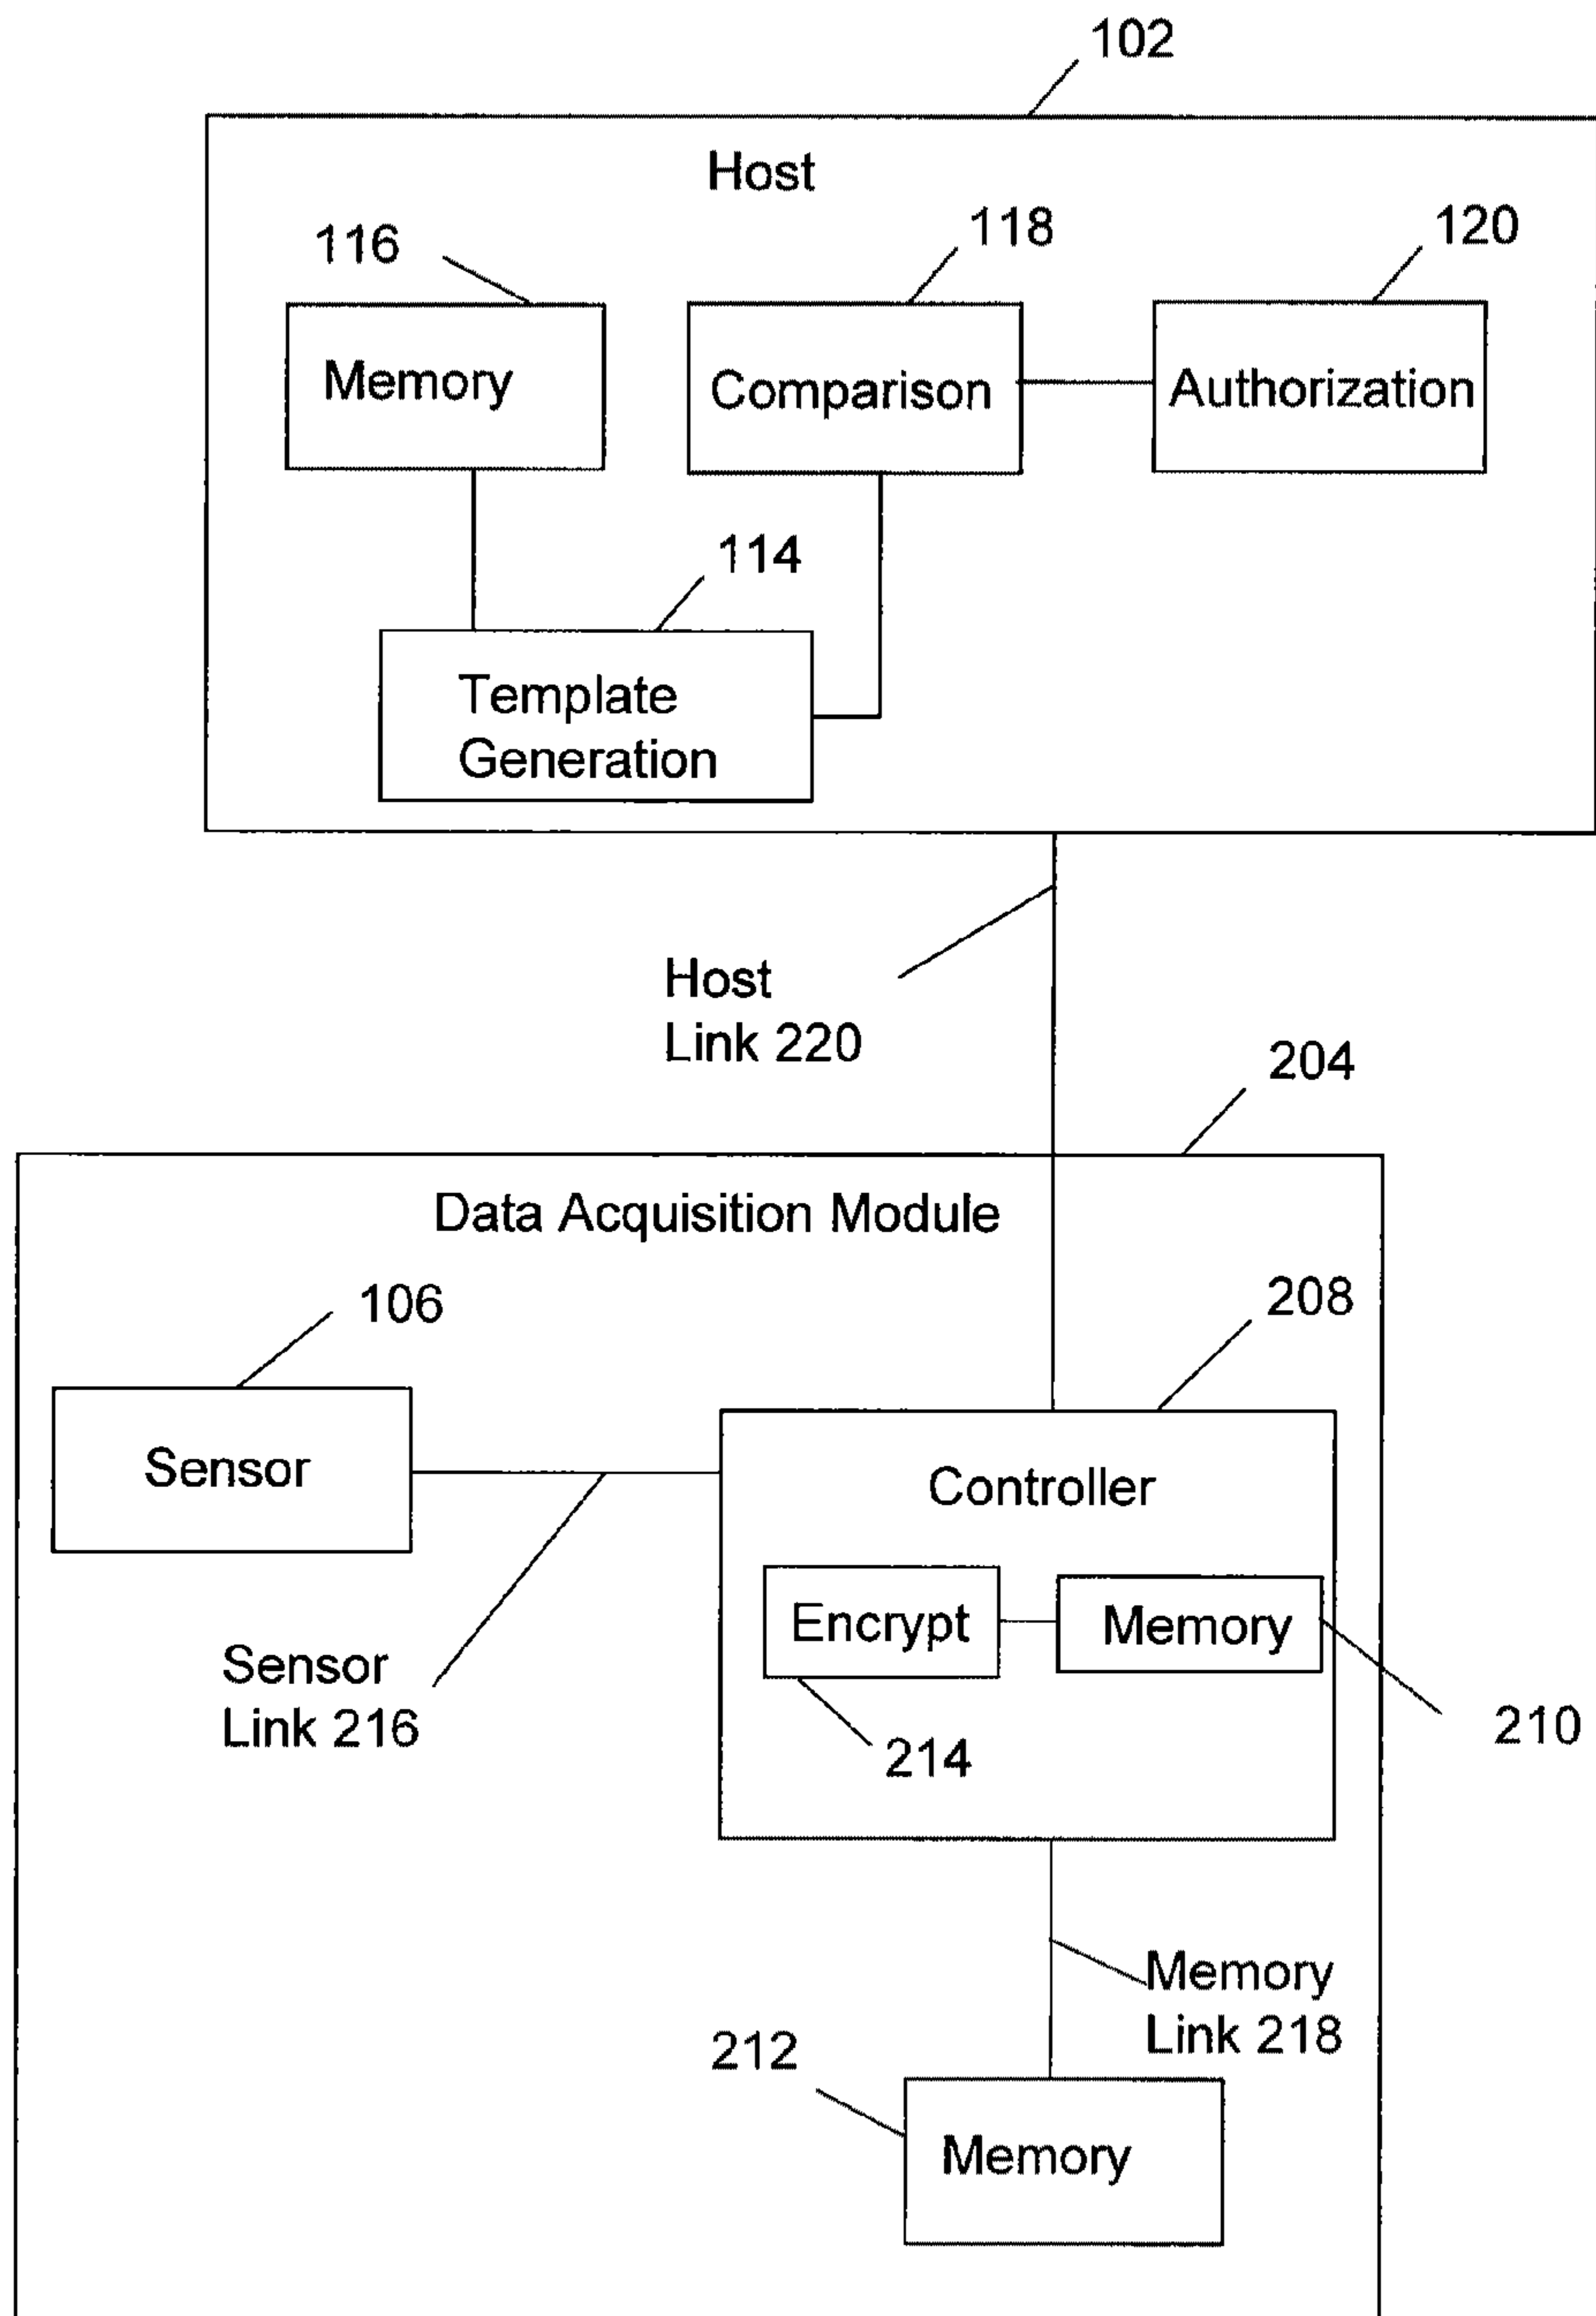 102
Host
116
118
120
Memory
Comparison
Authorization
114
Template
Generation
Host
Link 220
204
Data Acquisition Module
106
208
Sensor
Controller
Encrypt
Memory
Sensor
Link 216
214
210
Memory
Link 218
212
Memory